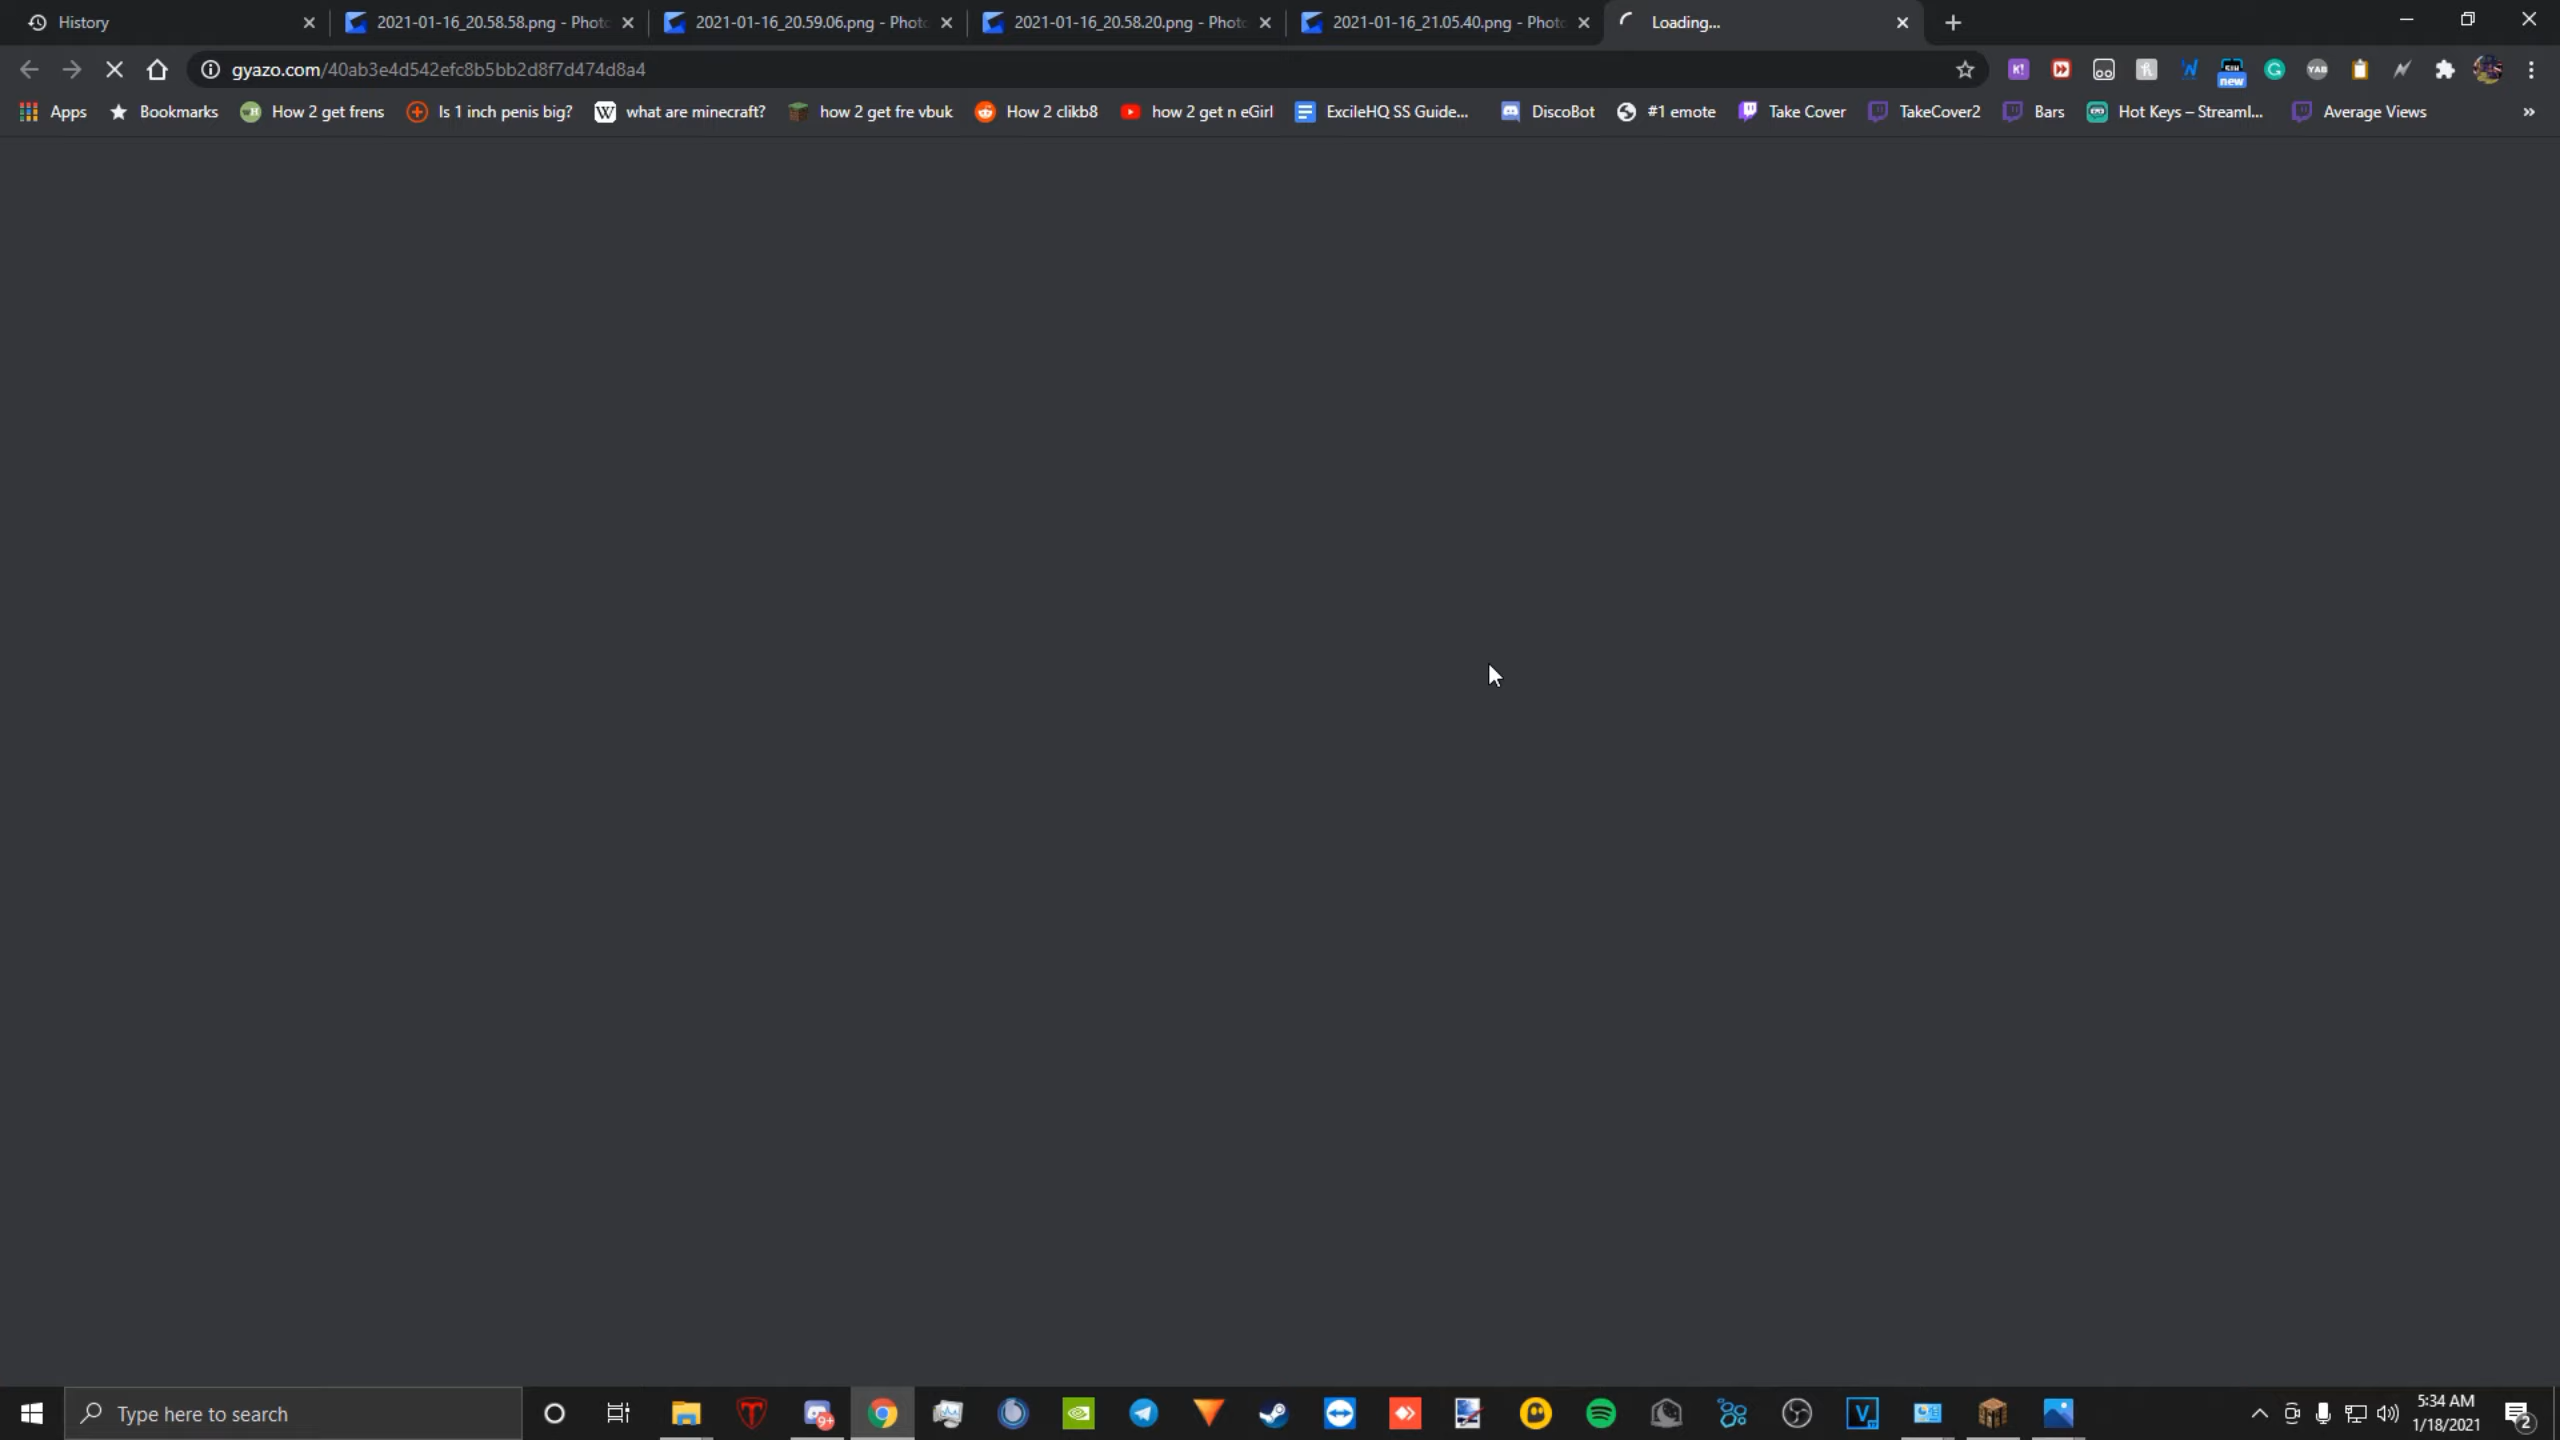 History 2021-01-16_20.58.58.png - Photo 2021-01-16_20.59.06.png - Photo 2021-01-16_20.58.20.png - Photo 2021-01-16_21.05.40.png - Photo Loading...
gyazo.com/40ab3e4d542efc8b5bb2d8f7d474d8a4 K! YAB
new
Apps Bookmarks How 2 get frens Is 1 inch penis big? what are minecraft? how 2 get fre vbuk How 2 clikb8 how 2 get n eGirl ExcileHQ SS Guide... DiscoBot #1 emote Take Cover TakeCover2 Bars Hot Keys – Streaml... Average Views »
Type here to search 9+ 5:34 AM
1/18/2021 2